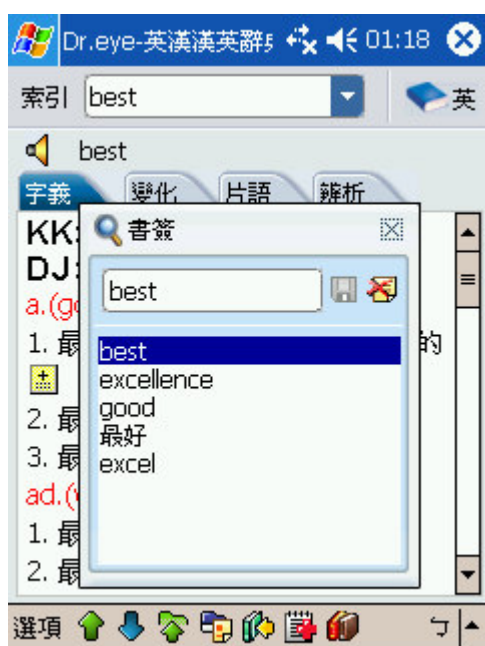 Dr.eye-英漢漢英辭 01:18
索引 best 英
best
字義 變化 片語 辨析
KK:
DJ:
書籤
best
best
excellence
good
最好
excel
a.(g
1. 最 的
2. 最
3. 最
ad.(
1. 最
2. 最
選項 ㄅ